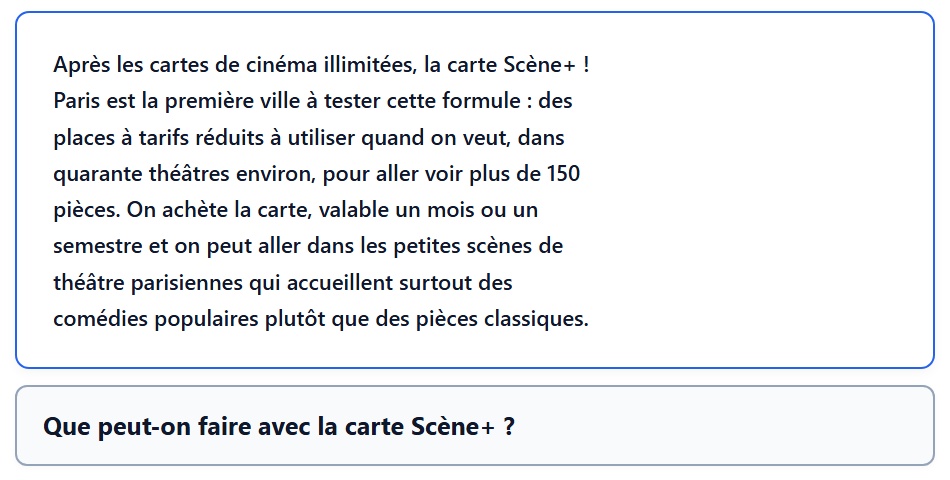 Après les cartes de cinéma illimitées, la carte Scène+ !
Paris est la première ville à tester cette formule : des
places à tarifs réduits à utiliser quand on veut, dans
quarante théâtres environ, pour aller voir plus de 150
pièces. On achète la carte, valable un mois ou un
semestre et on peut aller dans les petites scènes de
théâtre parisiennes qui accueillent surtout des
comédies populaires plutôt que des pièces classiques.
Que peut-on faire avec la carte Scène+ ?